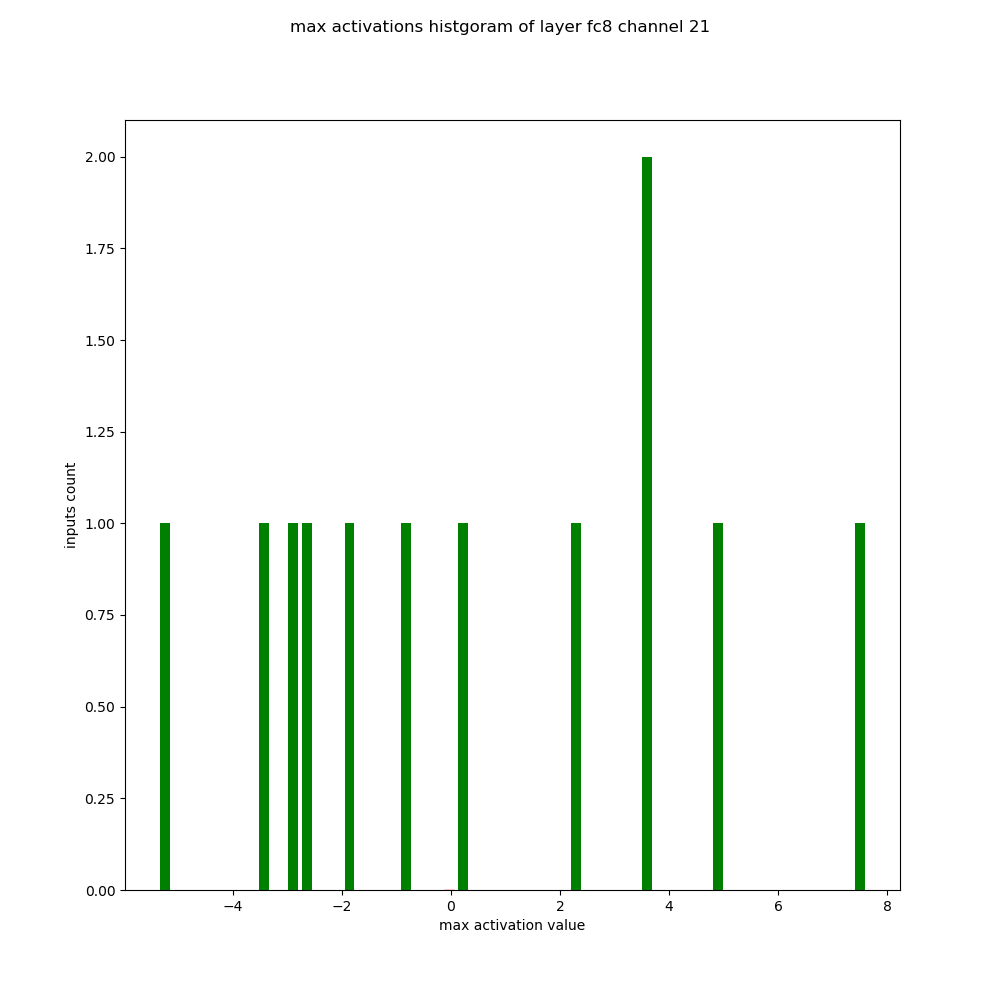 max activations histgoram of layer fc8 channel 21
2.00
1.75
1.50
1.25
1.00
0.75
0.50
0.25
0.00
inputs count
−4 −2 0 2 4 6 8
max activation value